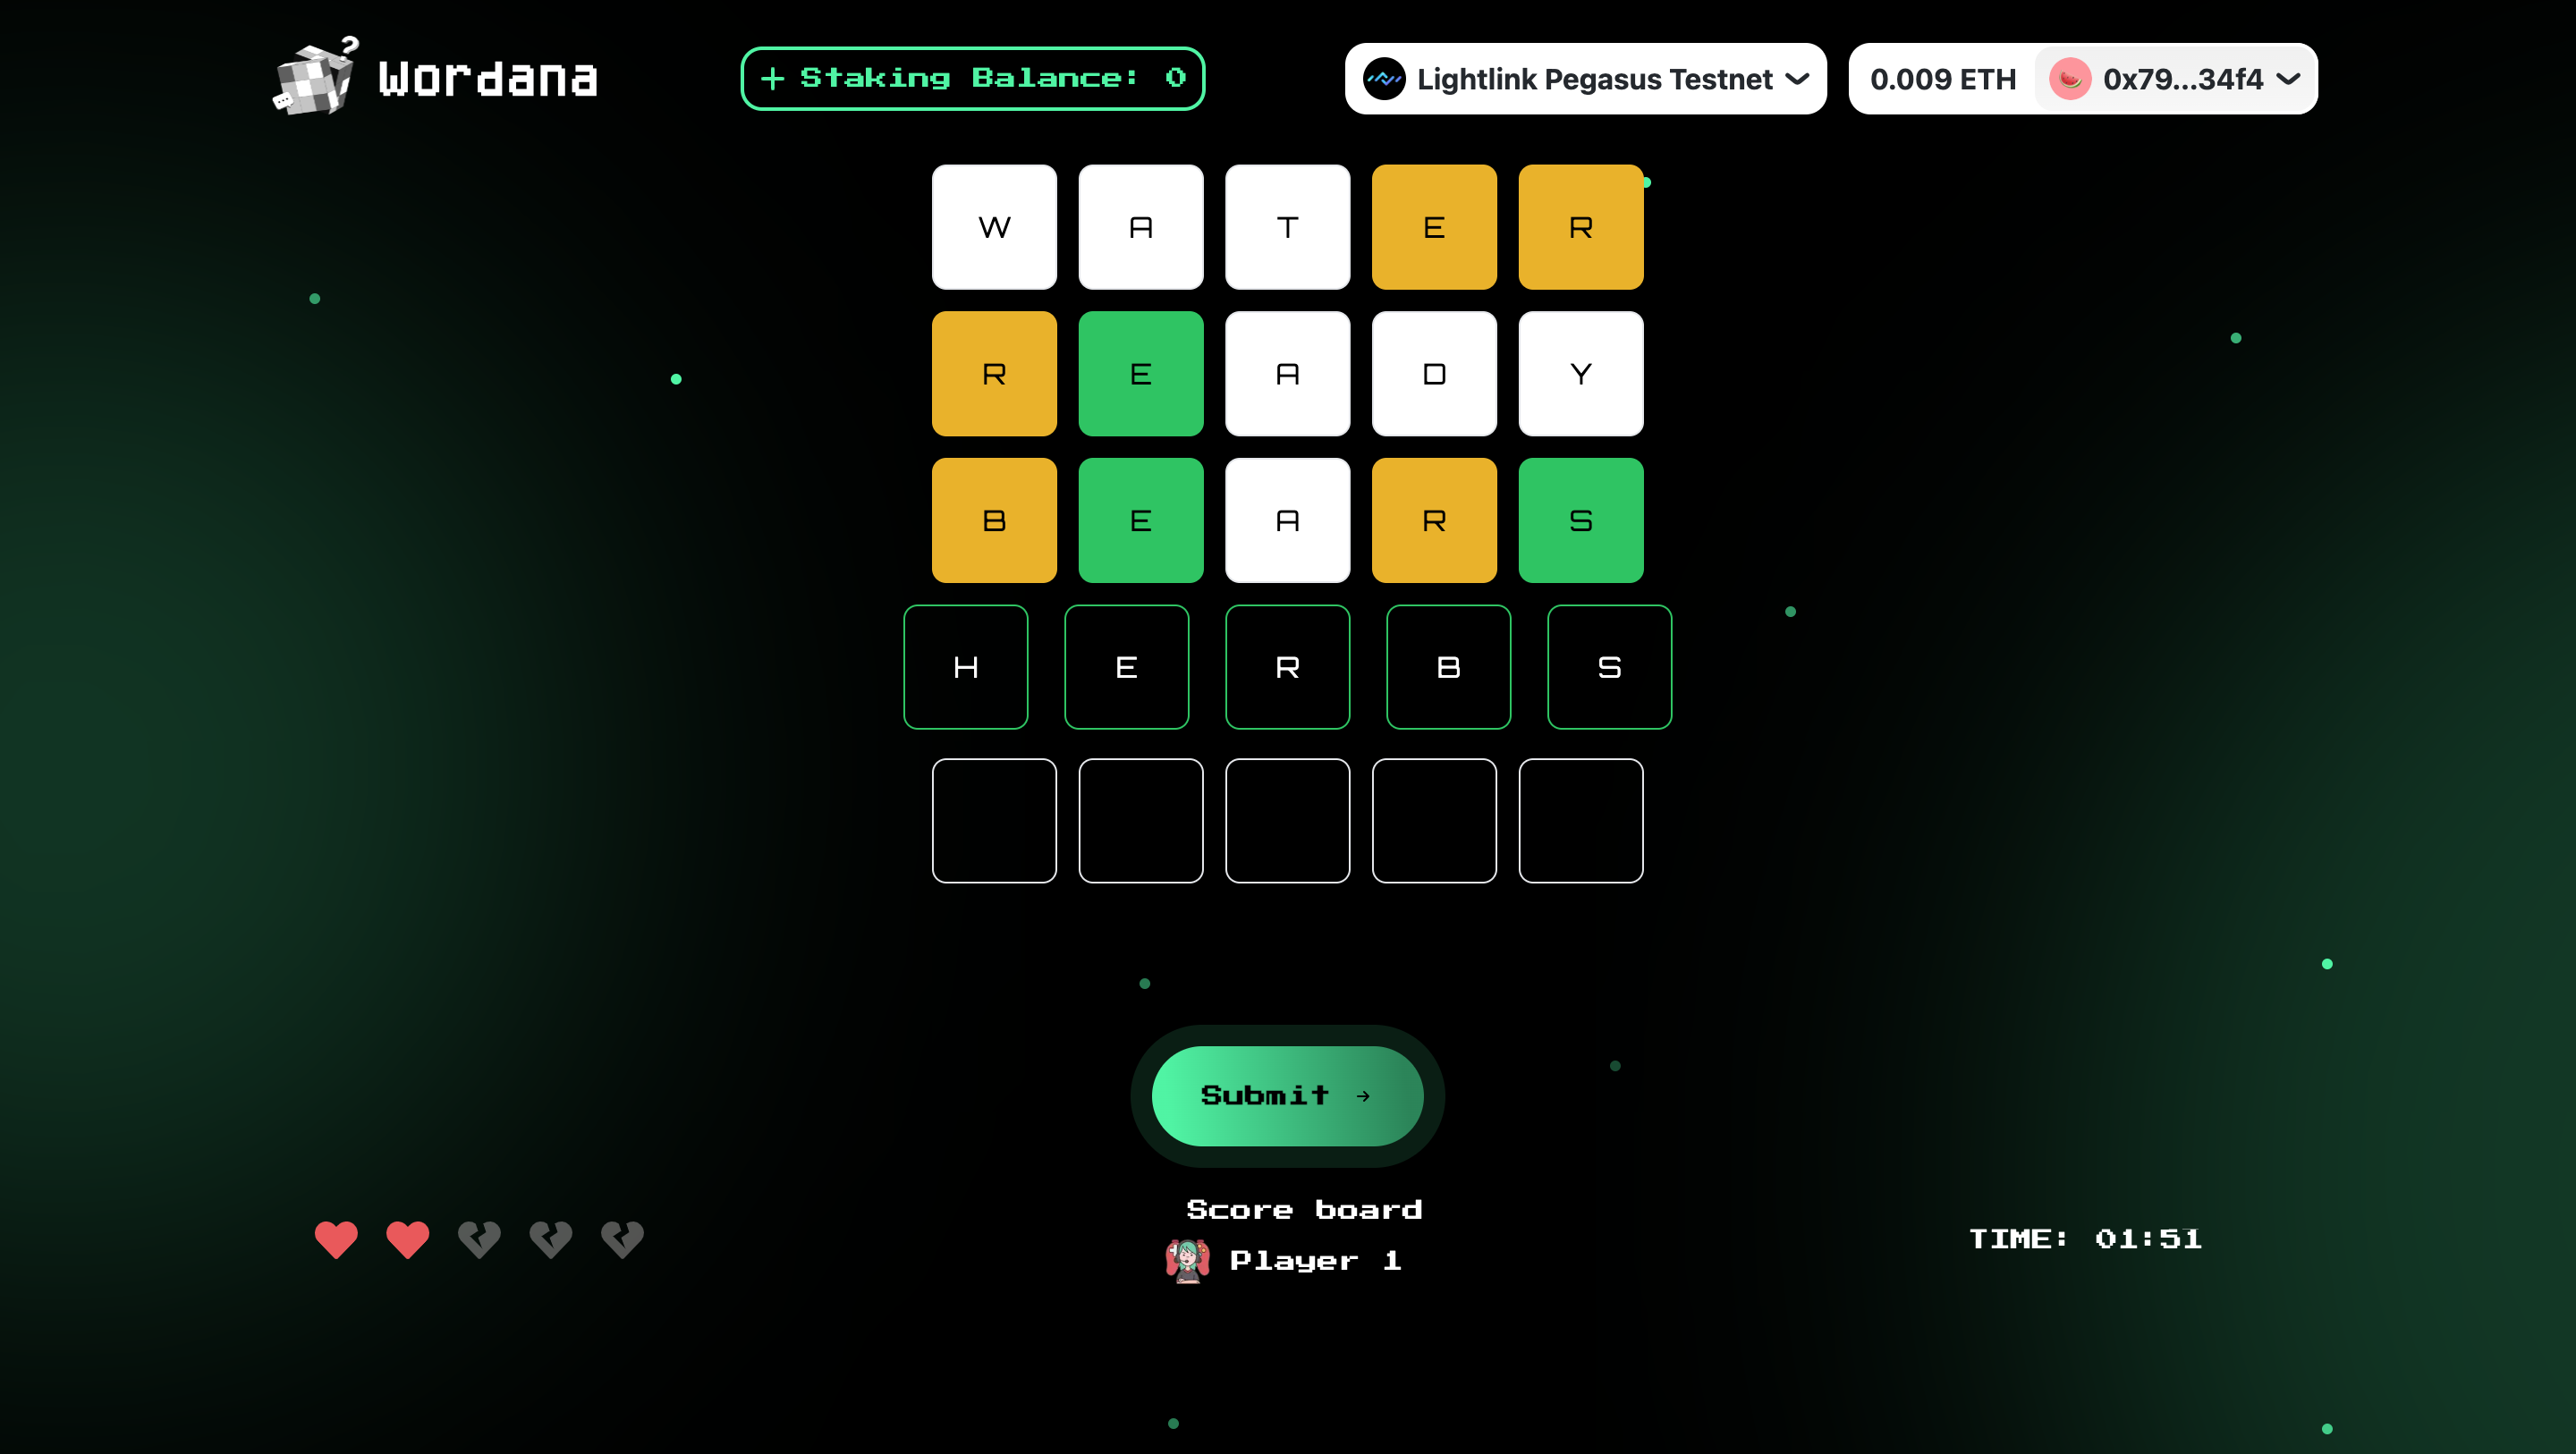 Wordana
+ Staking Balance: 0
Lightlink Pegasus Testnet
0.009 ETH
0x79...34f4
W A T E R
R E A D Y
B E A R S
H E R B S
Submit →
Score board
Player 1
TIME: 01:51